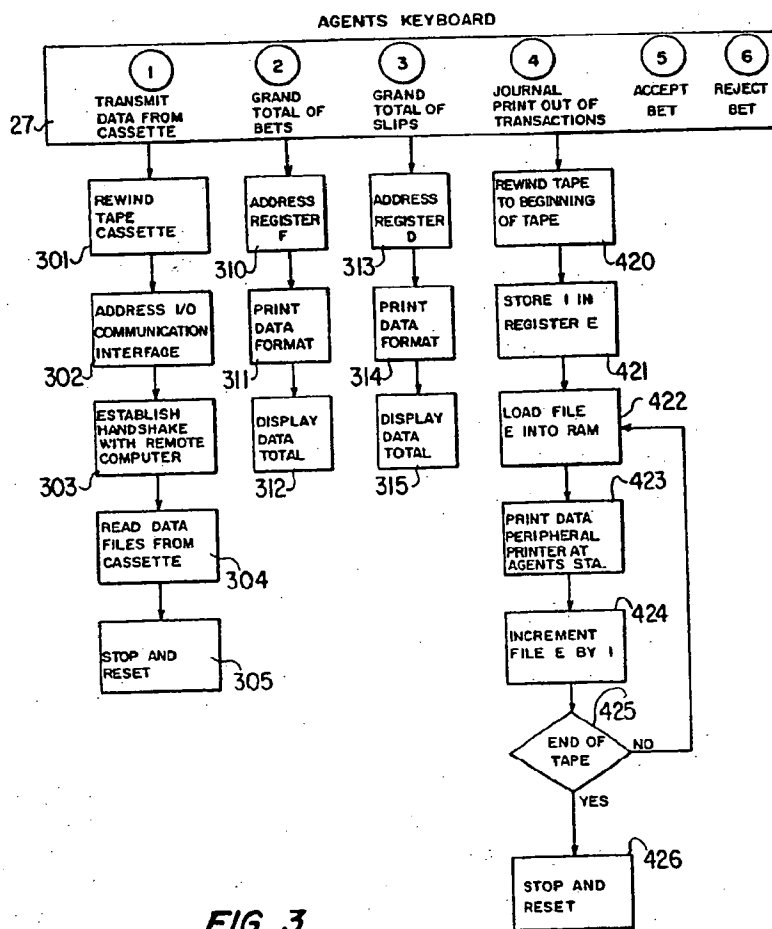 AGENTS KEYBOARD
1
TRANSMIT
DATA FROM
CASSETTE
2
GRAND
TOTAL OF
BETS
3
GRAND
TOTAL OF
SLIPS
4
JOURNAL
PRINT OUT OF
TRANSACTIONS
5
ACCEPT
BET
6
REJECT
BET
27
REWIND
TAPE
CASSETTE
301
ADDRESS I/O
COMMUNICATION
INTERFACE
302
ESTABLISH
HANDSHAKE
WITH REMOTE
COMPUTER
303
READ DATA
FILES FROM
CASSETTE
304
STOP AND
RESET
305
ADDRESS
REGISTER
F
310
PRINT
DATA
FORMAT
311
DISPLAY
DATA
TOTAL
312
ADDRESS
REGISTER
D
313
PRINT
DATA
FORMAT
314
DISPLAY
DATA
TOTAL
315
REWIND
TAPE TO
BEGINNING
OF TAPE
420
STORE I IN
REGISTER E
421
LOAD FILE
E INTO RAM
422
PRINT DATA
PERIPHERAL
PRINTER AT
AGENTS STA.
423
INCREMENT
FILE E BY I
424
END OF
TAPE
425
NO
YES
STOP AND
RESET
426
FIG 3